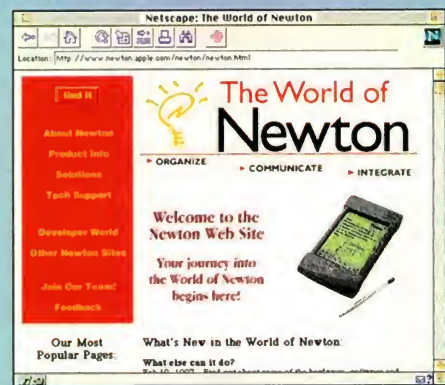 Netscape: The World of Newton
Location: http://www.newton.apple.com/newton/newton.html
find it
About Newton
Product Info
Solutions
Tech Support
Developer World
Other Newton Sites
Join Our Team!
Feedback
The World of
Newton
ORGANIZE
COMMUNICATE
INTEGRATE
Welcome to the
Newton Web Site
Your journey into
the World of Newton
begins here!
Our Most
Popular Pages:
What's New in the World of Newton:
What else can it do?